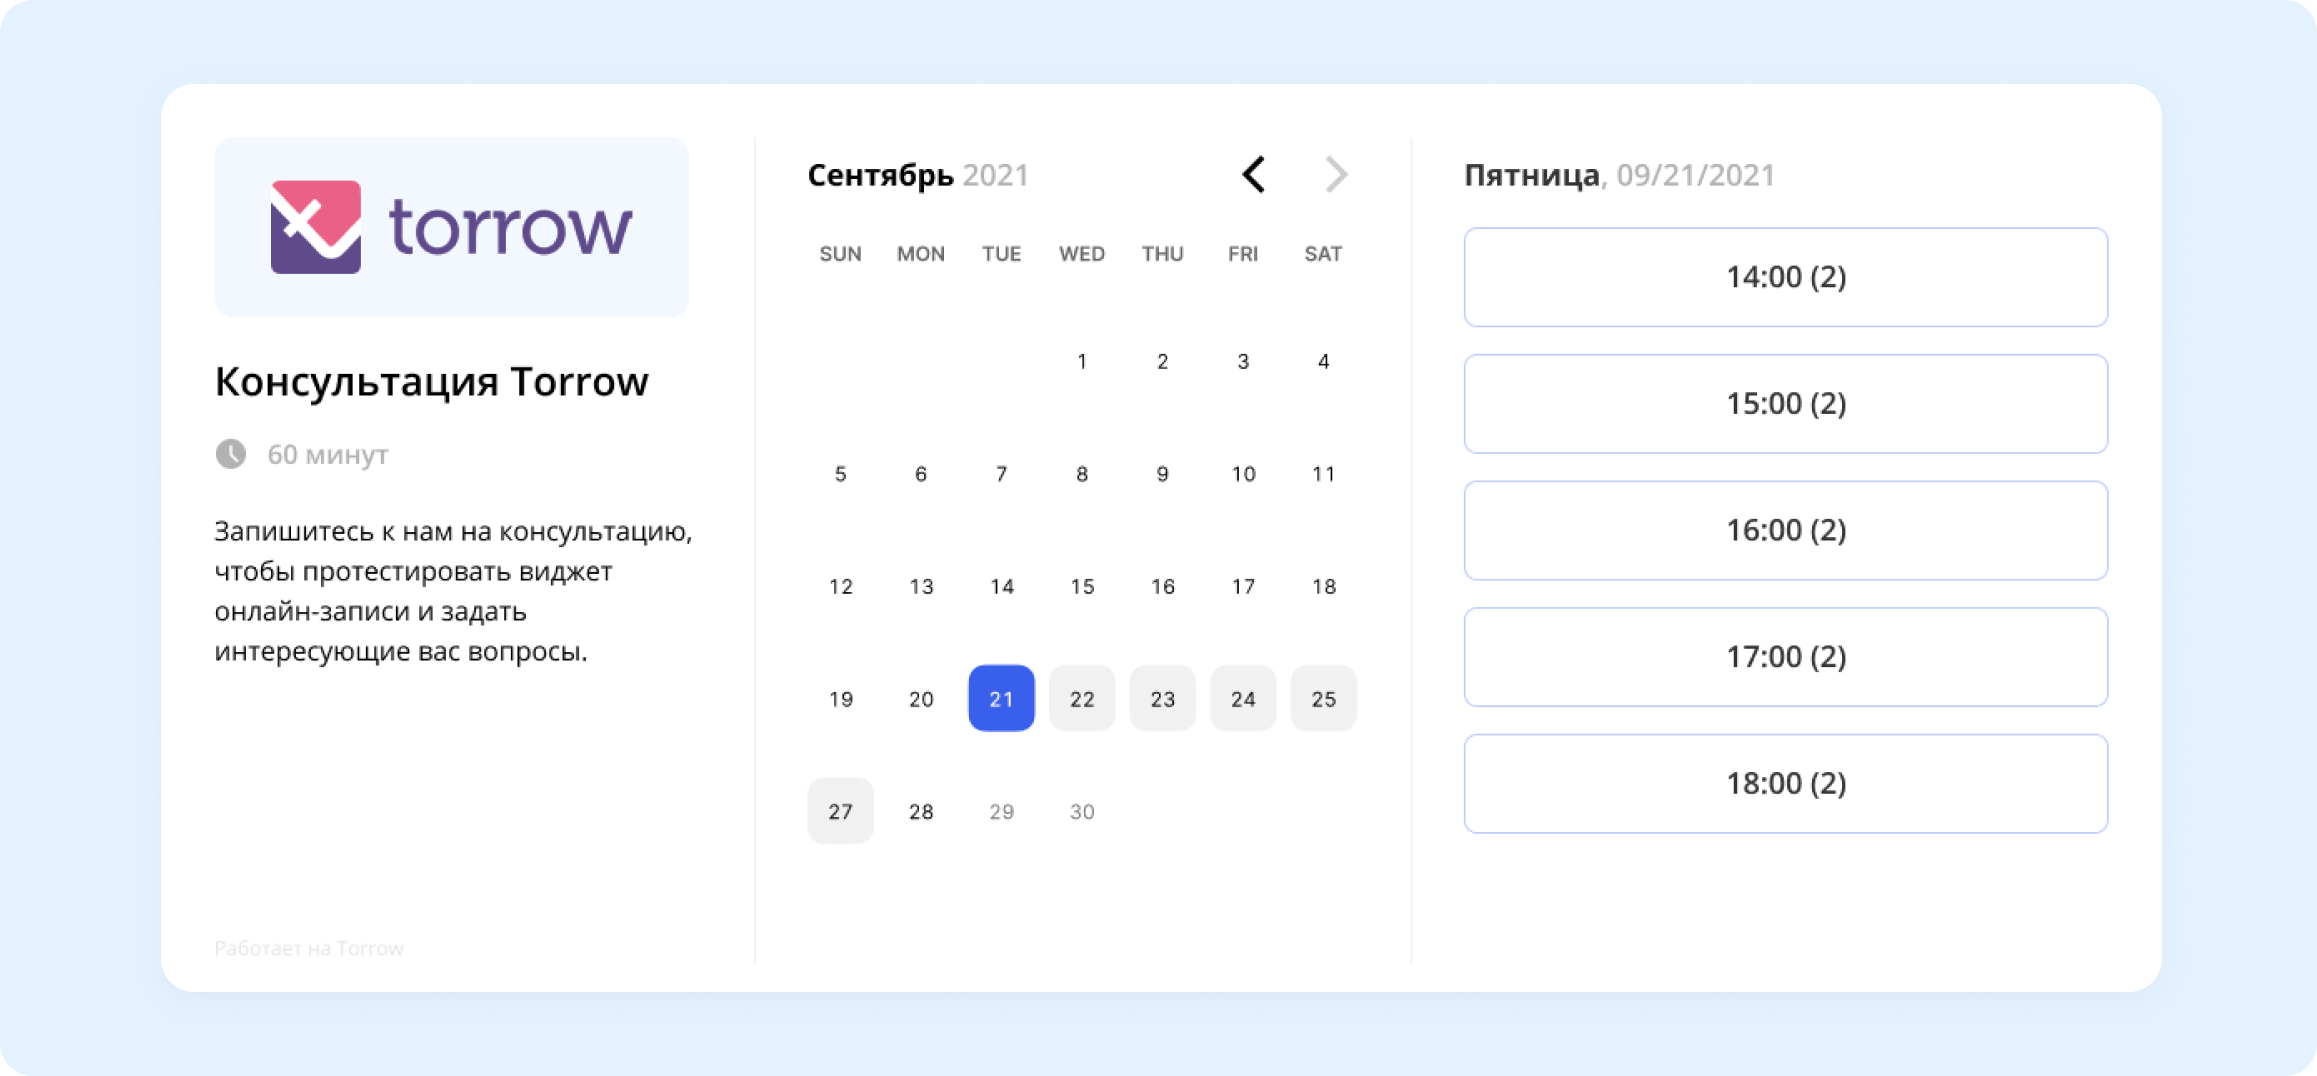 torrow
Консультация Torrow
60 минут
Запишитесь к нам на консультацию,
чтобы протестировать виджет
онлайн-записи и задать
интересующие вас вопросы.
Работает на Torrow
Сентябрь 2021
SUN MON TUE WED THU FRI SAT
1 2 3 4
5 6 7 8 9 10 11
12 13 14 15 16 17 18
19 20 21 22 23 24 25
27 28 29 30
Пятница, 09/21/2021
14:00 (2)
15:00 (2)
16:00 (2)
17:00 (2)
18:00 (2)